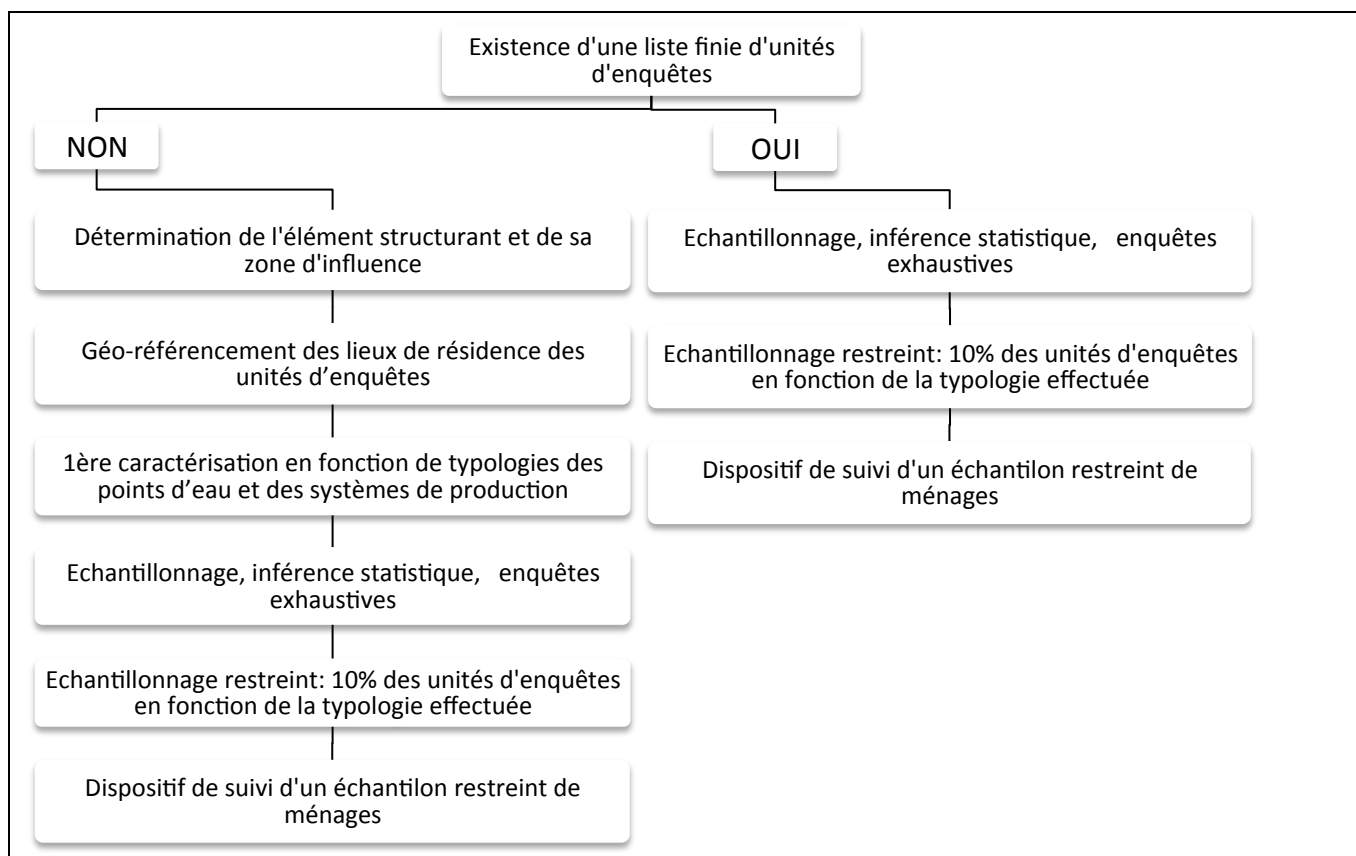 Existence d'une liste finie d'unités
d'enquêtes
NON
Détermination de l'élément structurant et de sa
zone d'influence
Géo-référencement des lieux de résidence des
unités d’enquêtes
1ère caractérisation en fonction de typologies des
points d’eau et des systèmes de production
Echantillonnage, inférence statistique, enquêtes
exhaustives
Echantillonnage restreint: 10% des unités d'enquêtes
en fonction de la typologie effectuée
Dispositif de suivi d'un échantilon restreint de
ménages
OUI
Echantillonnage, inférence statistique, enquêtes
exhaustives
Echantillonnage restreint: 10% des unités d'enquêtes
en fonction de la typologie effectuée
Dispositif de suivi d'un échantilon restreint de
ménages